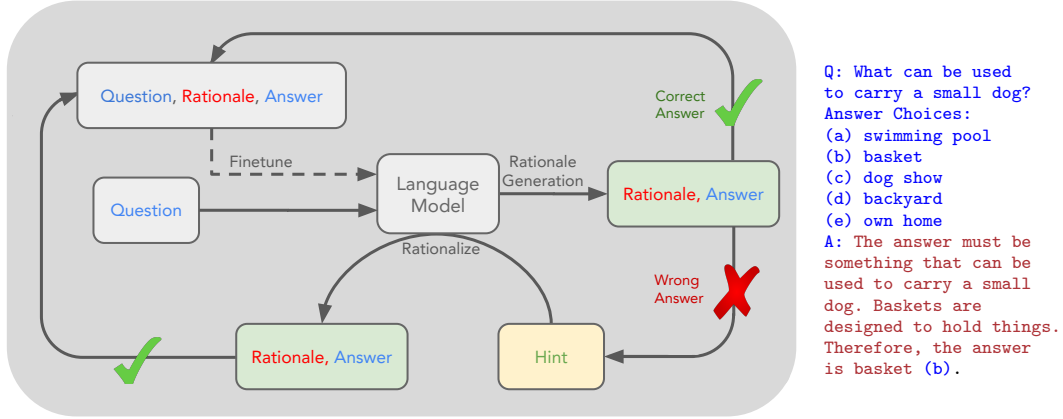 Question, Rationale, Answer
Finetune
Question
Language
Model
Rationale
Generation
Rationale, Answer
Correct
Answer
Wrong
Answer
Rationalize
Rationale, Answer
Hint
Q: What can be used
to carry a small dog?
Answer Choices:
(a) swimming pool
(b) basket
(c) dog show
(d) backyard
(e) own home
A: The answer must be
something that can be
used to carry a small
dog. Baskets are
designed to hold things.
Therefore, the answer
is basket (b).